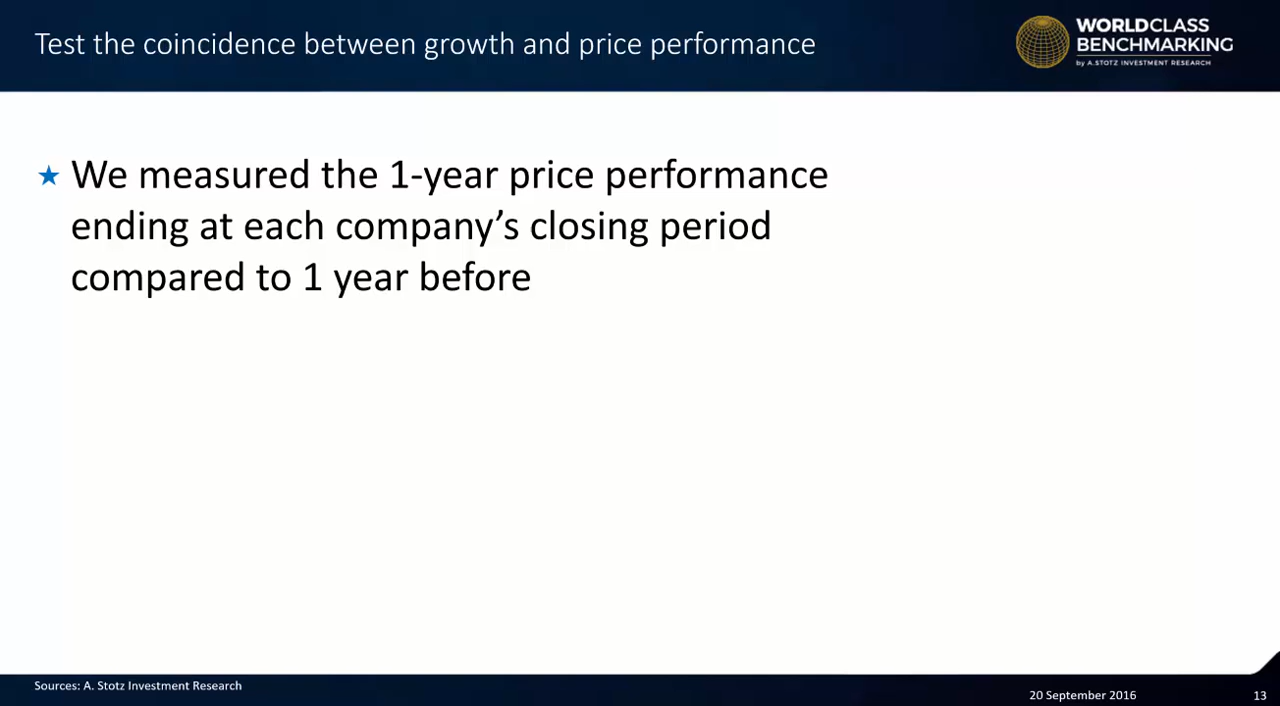 Test the coincidence between growth and price performance
WORLDCLASS
BENCHMARKING
by A.STOTZ INVESTMENT RESEARCH
We measured the 1-year price performance
ending at each company’s closing period
compared to 1 year before
Sources: A. Stotz Investment Research
20 September 2016
13